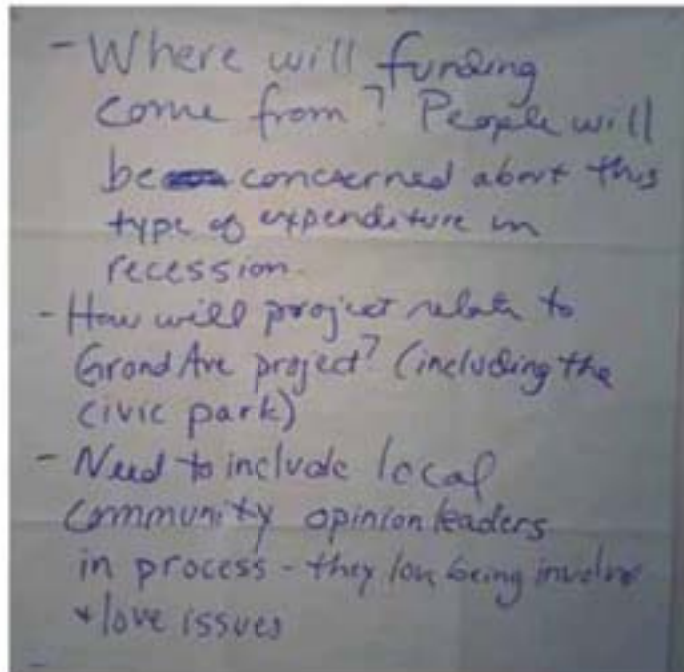 - Where will funding
come from? People will
be concerned about this
type of expenditure in
recession.
- How will project relate to
Grand Ave project? (including the
civic park)
- Need to include local
community opinion leaders
in process - they love being involve
+ love issues
-